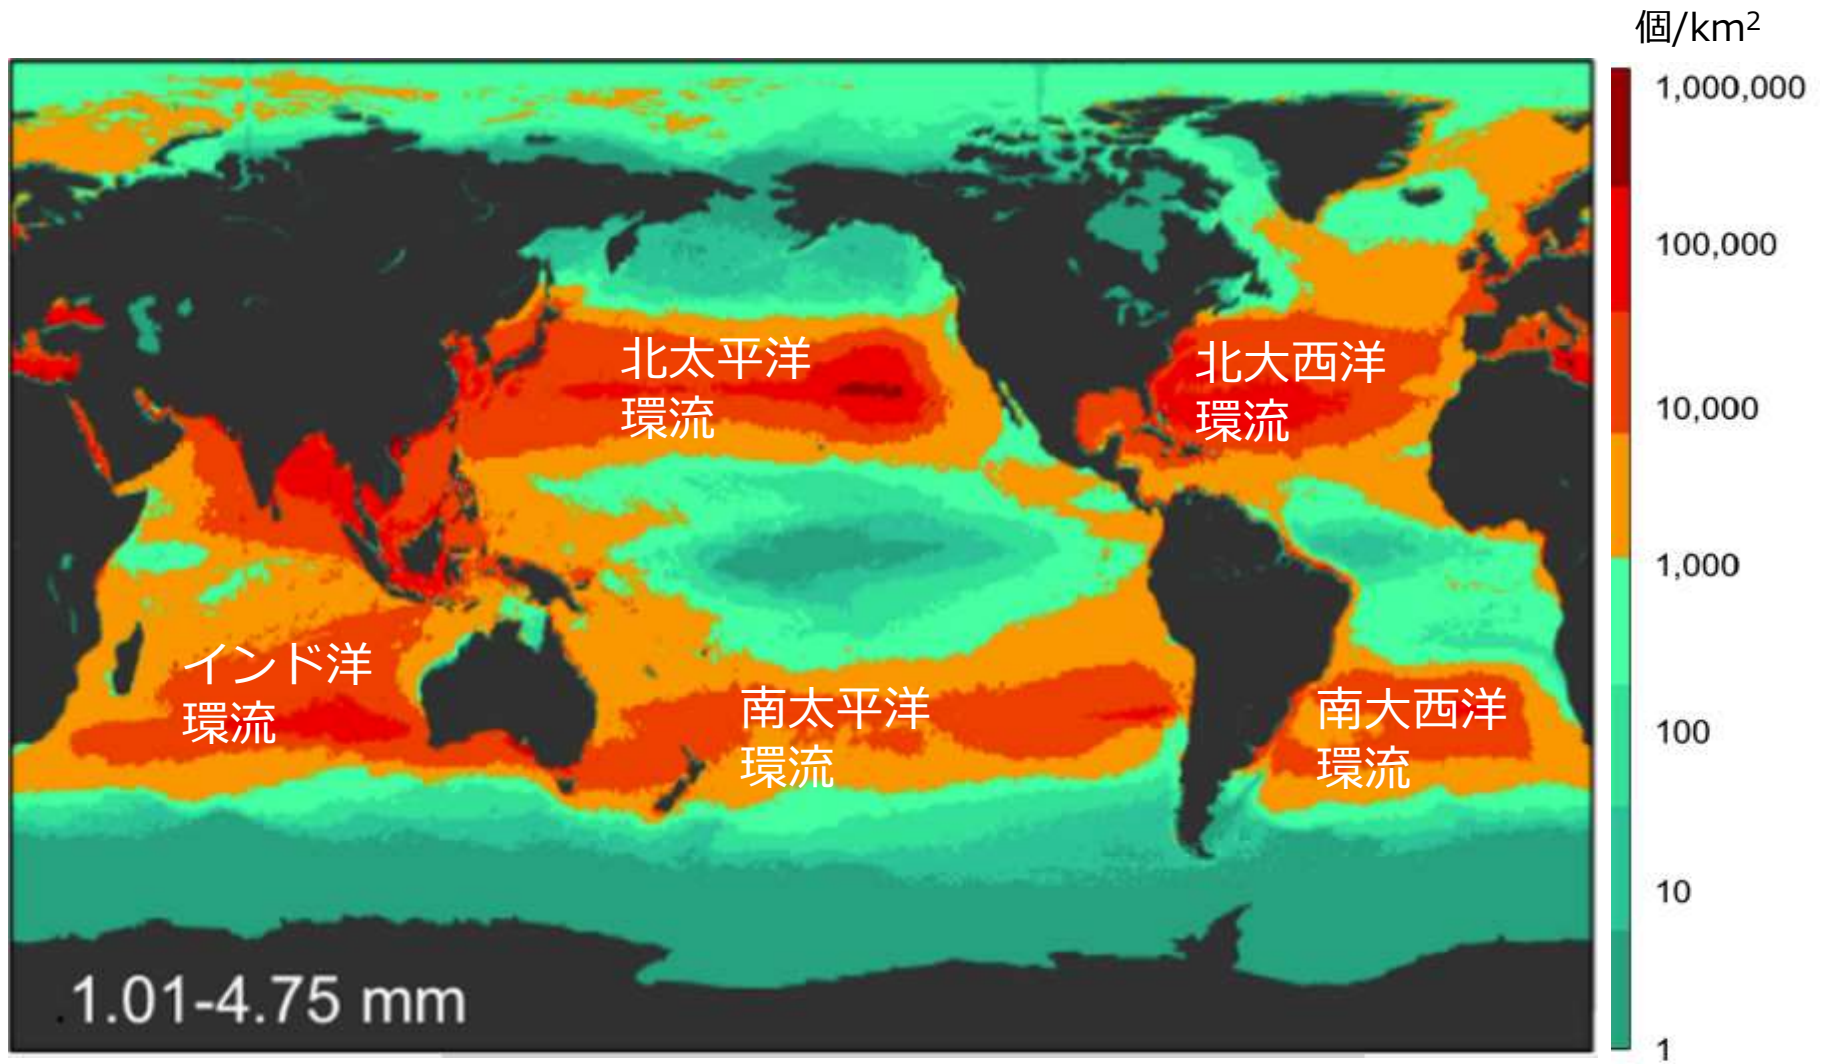 個/km²
1,000,000
100,000
10,000
1,000
100
10
1
北太平洋
環流
北大西洋
環流
インド洋
環流
南太平洋
環流
南大西洋
環流
.1.01-4.75 mm